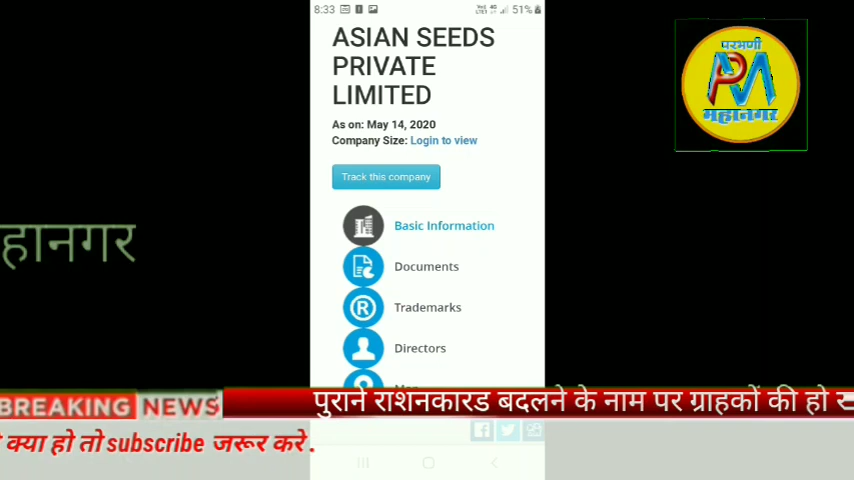 8:33
51%
ASIAN SEEDS
PRIVATE
LIMITED
As on: May 14, 2020
Company Size: Login to view
Track this company
Basic Information
Documents
Trademarks
Directors
परभणी
PM
महानगर
हानगर
BREAKING NEWS
पुराने राशनकारड बदलने के नाम पर ग्राहकों की हो
क्या हो तो subscribe जरूर करे .